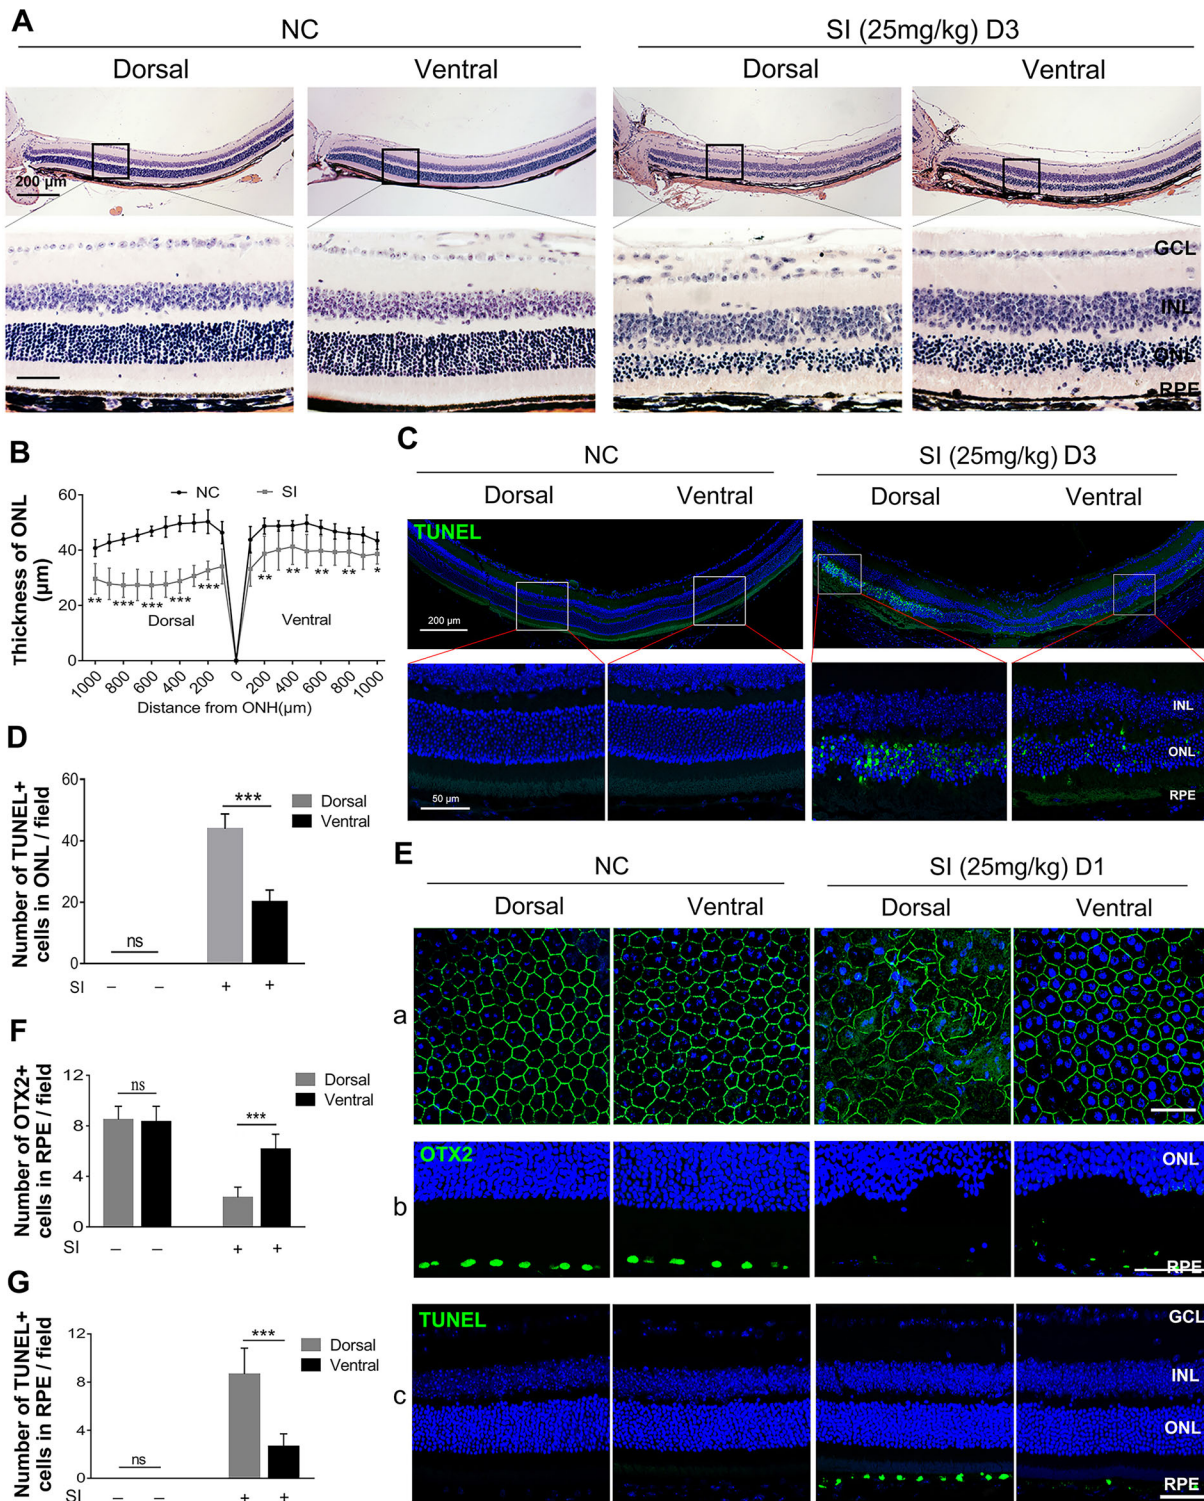 A
NC
SI (25mg/kg) D3
Dorsal
Ventral
Dorsal
Ventral
200 μm
GCL
INL
ONL
RPE
B
NC
SI
Thickness of ONL
(μm)
60
40
20
0
** *** *** *** ***
** ** ** ** *
Dorsal
Ventral
1000 800 600 400 200 0 200 400 600 800 1000
Distance from ONH(μm)
C
NC
SI (25mg/kg) D3
Dorsal
Ventral
Dorsal
Ventral
TUNEL
200 μm
50 μm
INL
ONL
RPE
D
Number of TUNEL+
cells in ONL / field
60
40
20
0
ns
***
Dorsal
Ventral
SI – – + +
E
NC
SI (25mg/kg) D1
Dorsal
Ventral
Dorsal
Ventral
a
b
OTX2
ONL
RPE
c
TUNEL
GCL
INL
ONL
RPE
F
Number of OTX2+
cells in RPE / field
12
8
4
0
ns
***
Dorsal
Ventral
SI – – + +
G
Number of TUNEL+
cells in RPE / field
12
8
4
0
ns
***
Dorsal
Ventral
SI – – + +